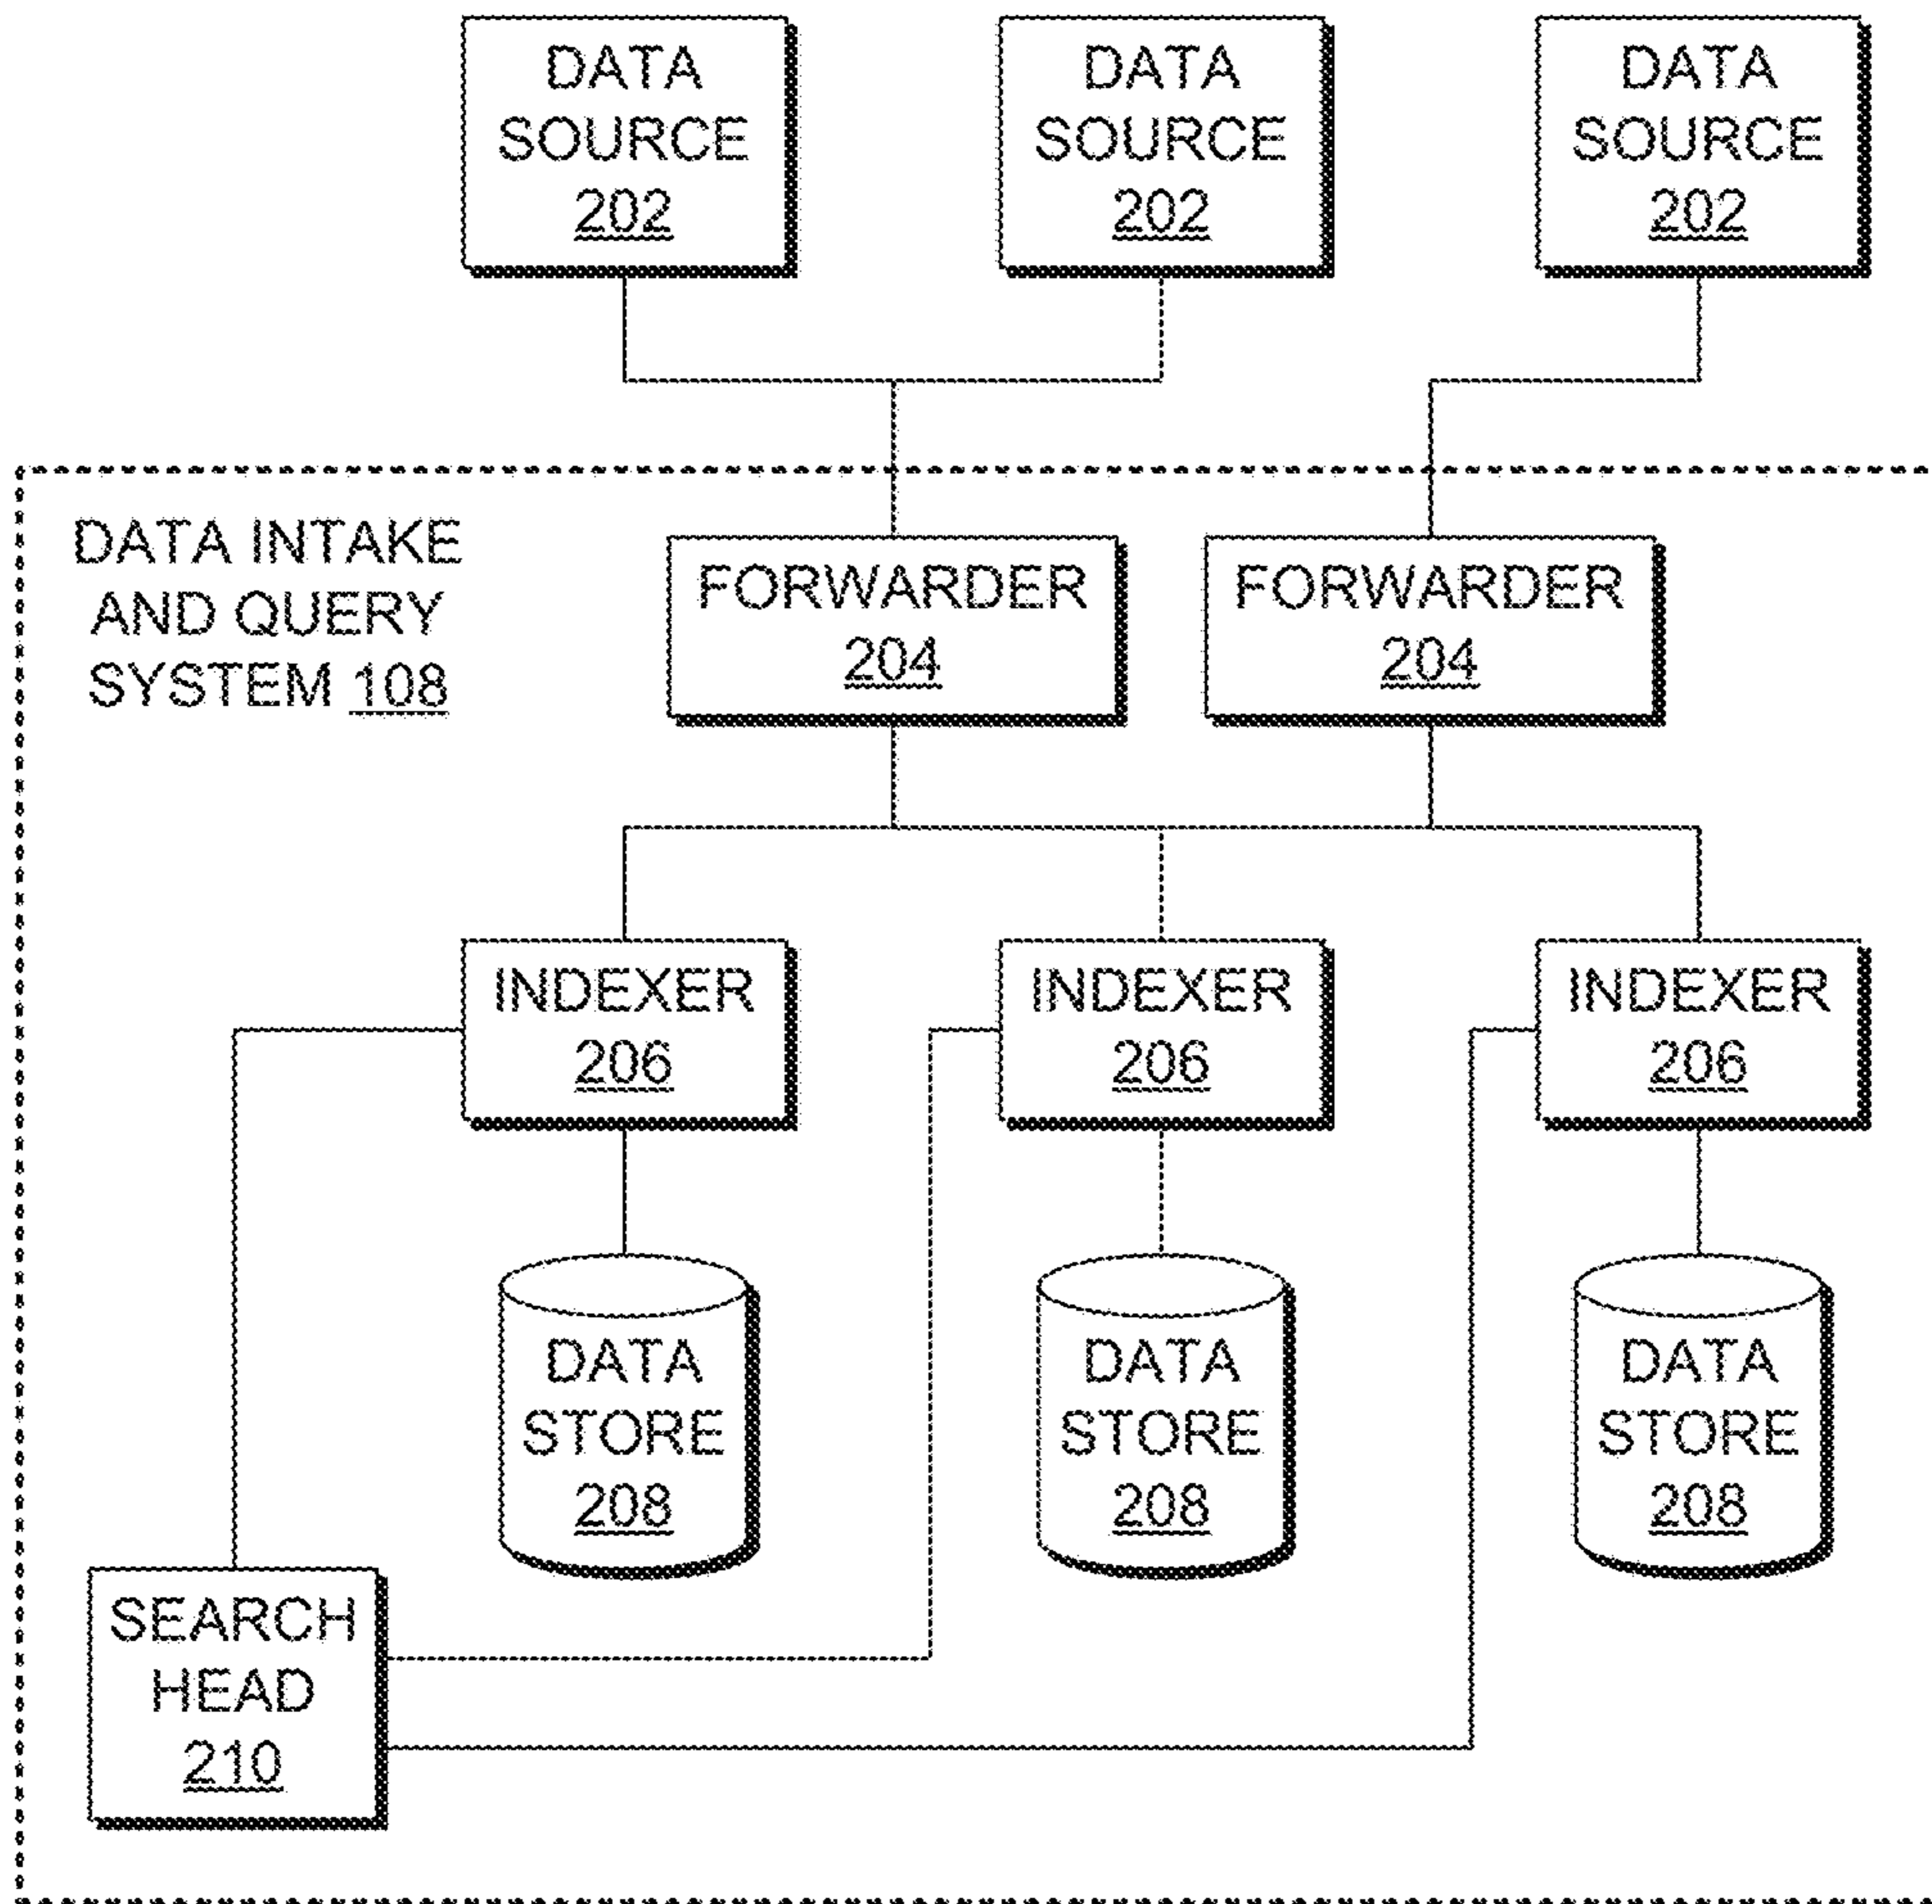 DATA
SOURCE
202
DATA
SOURCE
202
DATA
SOURCE
202
DATA INTAKE
AND QUERY
SYSTEM 108
FORWARDER
204
FORWARDER
204
INDEXER
206
INDEXER
206
INDEXER
206
DATA
STORE
208
DATA
STORE
208
DATA
STORE
208
SEARCH
HEAD
210